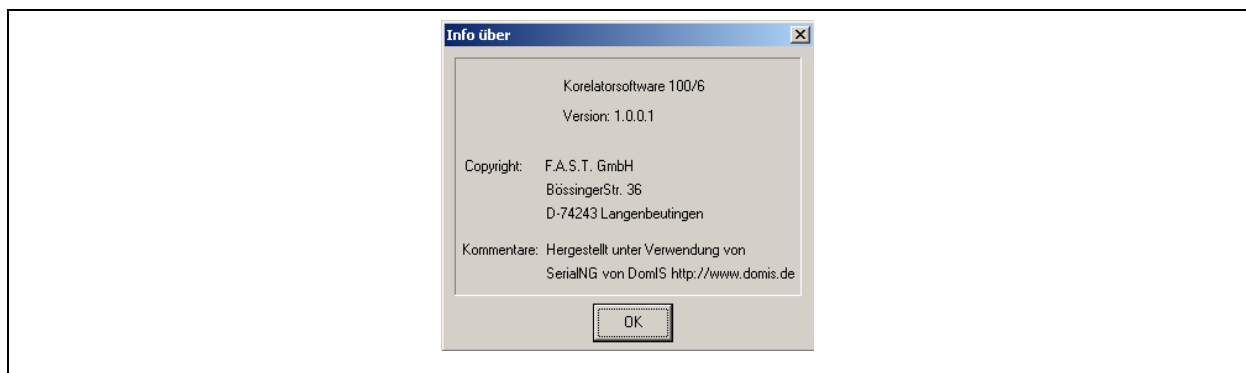 Info über
Korelatorsoftware 100/6
Version: 1.0.0.1
Copyright: F.A.S.T. GmbH
BössingerStr. 36
D-74243 Langenbeutingen
Kommentare: Hergestellt unter Verwendung von
SerialNG von DomIS http://www.domis.de
OK